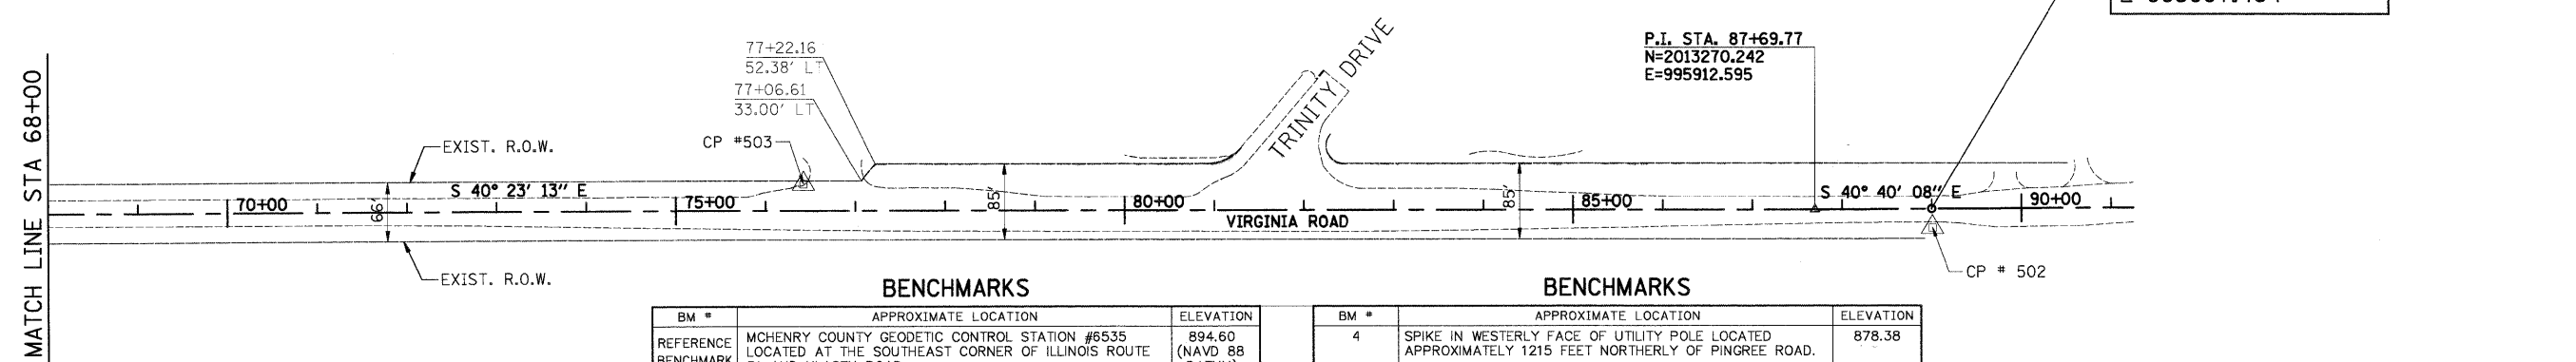 MATCH LINE STA 68+00
EXIST. R.O.W.
S 40° 23' 13" E
70+00
66'
EXIST. R.O.W.
77+22.16
52.38' LT
77+06.61
33.00' LT
CP #503
75+00
85'
80+00
TRINITY DRIVE
VIRGINIA ROAD
85'
85+00
P.I. STA. 87+69.77
N=2013270.242
E=995912.595
S 40° 40' 08" E
90+00
CP # 502
BENCHMARKS
BM # APPROXIMATE LOCATION ELEVATION
REFERENCE BENCHMARK
MCHENRY COUNTY GEODETIC CONTROL STATION #6535
LOCATED AT THE SOUTHEAST CORNER OF ILLINOIS ROUTE
894.60
(NAVD 88
BENCHMARKS
BM # APPROXIMATE LOCATION ELEVATION
4 SPIKE IN WESTERLY FACE OF UTILITY POLE LOCATED 878.38
APPROXIMATELY 1215 FEET NORTHERLY OF PINGREE ROAD.